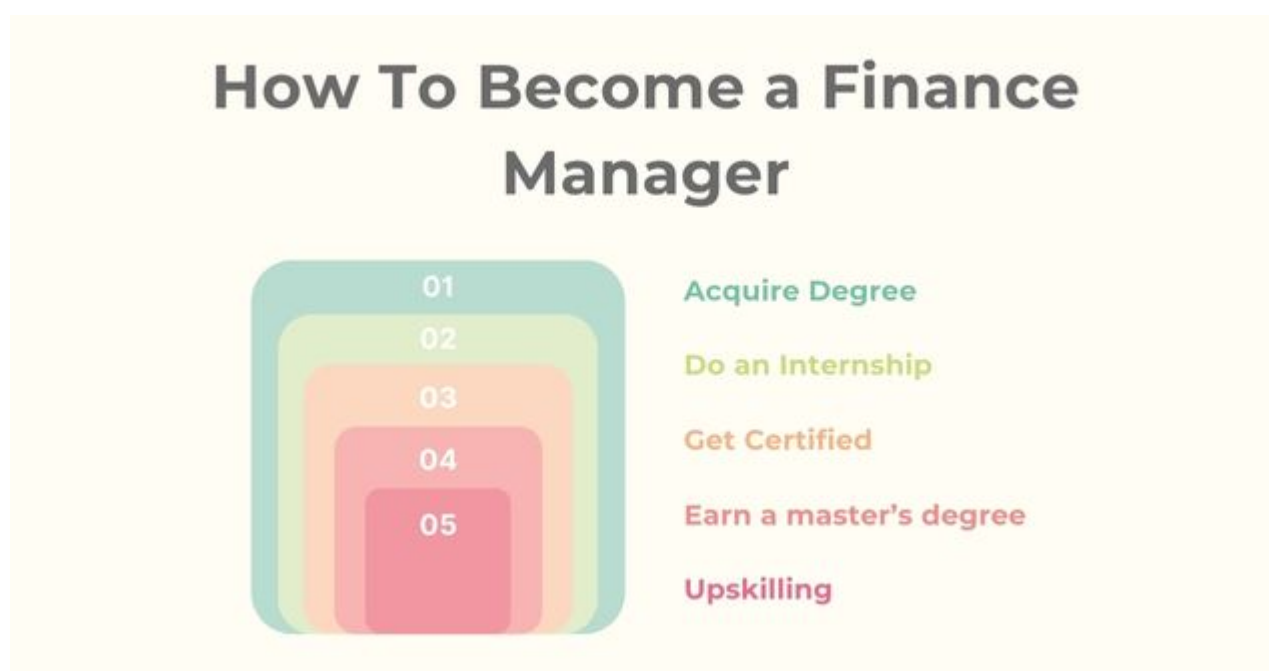 How To Become a Finance
Manager
01
Acquire Degree
02
Do an Internship
03
Get Certified
04
Earn a master’s degree
05
Upskilling